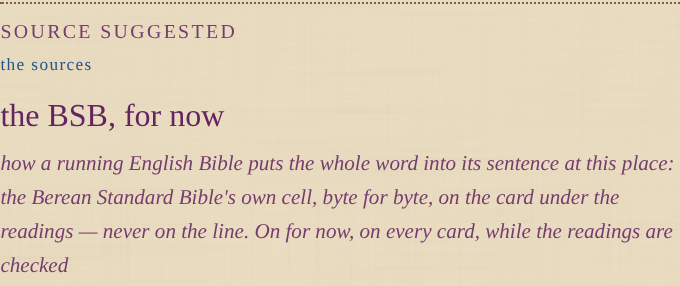 SOURCE SUGGESTED
the sources
the BSB, for now
how a running English Bible puts the whole word into its sentence at this place:
the Berean Standard Bible's own cell, byte for byte, on the card under the
readings — never on the line. On for now, on every card, while the readings are
checked